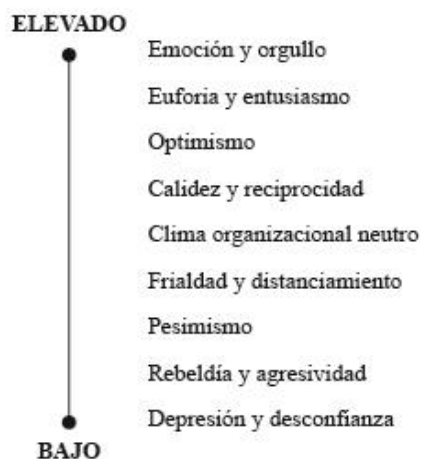 ELEVADO
Emoción y orgullo
Euforia y entusiasmo
Optimismo
Calidez y reciprocidad
Clima organizacional neutro
Frialdad y distanciamiento
Pesimismo
Rebeldía y agresividad
Depresión y desconfianza
BAJO